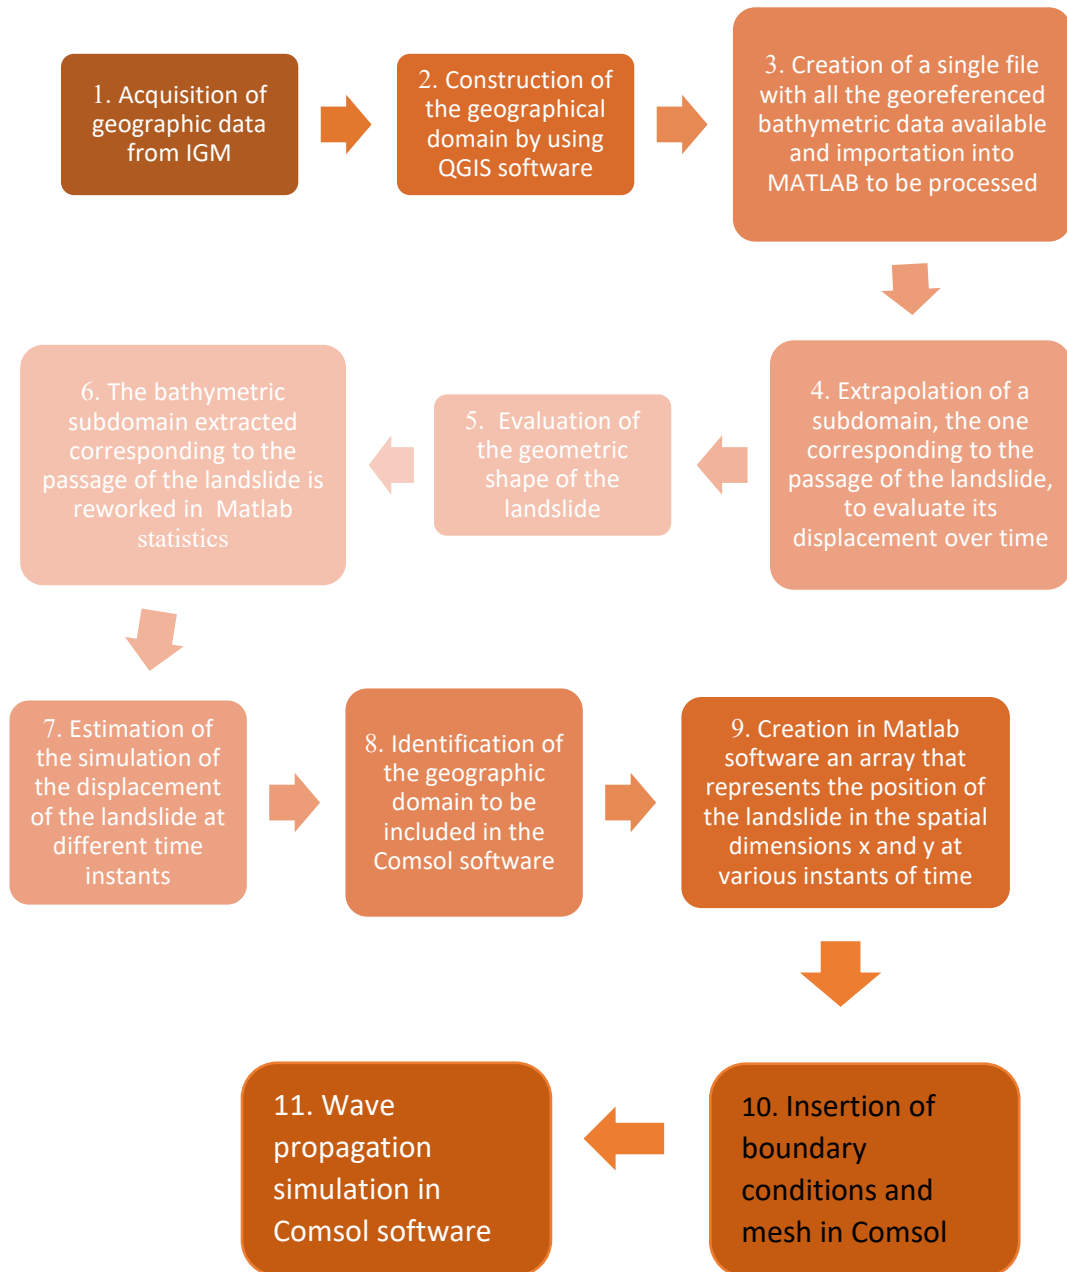 1. Acquisition of
geographic data
from IGM
2. Construction of
the geographical
domain by using
QGIS software
3. Creation of a single file
with all the georeferenced
bathymetric data available
and importation into
MATLAB to be processed
4. Extrapolation of a
subdomain, the one
corresponding to the
passage of the landslide,
to evaluate its
displacement over time
5. Evaluation of
the geometric
shape of the
landslide
6. The bathymetric
subdomain extracted
corresponding to the
passage of the landslide is
reworked in Matlab
statistics
7. Estimation of
the simulation of
the displacement
of the landslide at
different time
instants
8. Identification of
the geographic
domain to be
included in the
Comsol software
9. Creation in Matlab
software an array that
represents the position of
the landslide in the spatial
dimensions x and y at
various instants of time
10. Insertion of
boundary
conditions and
mesh in Comsol
11. Wave
propagation
simulation in
Comsol software